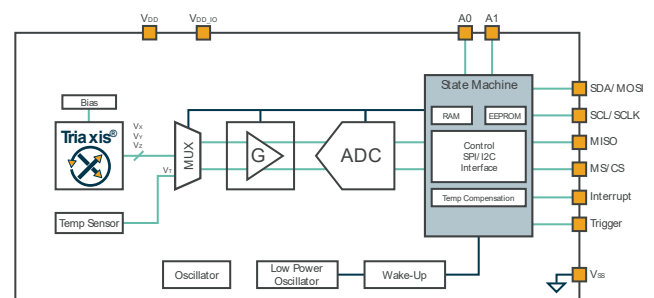 VDD
VDD_IO
A0
A1
State Machine
SDA/MOSI
Bias
RAM
EEPROM
SCL/SCLK
Triaxis®
VX
VY
VZ
MUX
G
ADC
Control
SPI/I2C
Interface
MISO
MS/CS
VT
Temp Compensation
Interrupt
Temp Sensor
Trigger
Oscillator
Low Power
Oscillator
Wake-Up
VSS